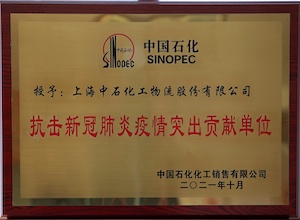 中国石化
SINOPEC
SINOPEC
授予：上海中石化工物流股份有限公司
抗击新冠肺炎疫情突出贡献单位
中国石化化工销售有限公司
二〇二一年十月